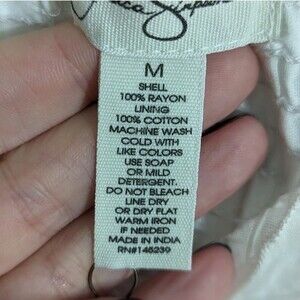 M
SHELL
100% RAYON
LINING
100% COTTON
MACHINE WASH
COLD WITH
LIKE COLORS
USE SOAP
OR MILD
DETERGENT.
DO NOT BLEACH
LINE DRY
OR DRY FLAT
WARM IRON
IF NEEDED
MADE IN INDIA
RN#146239